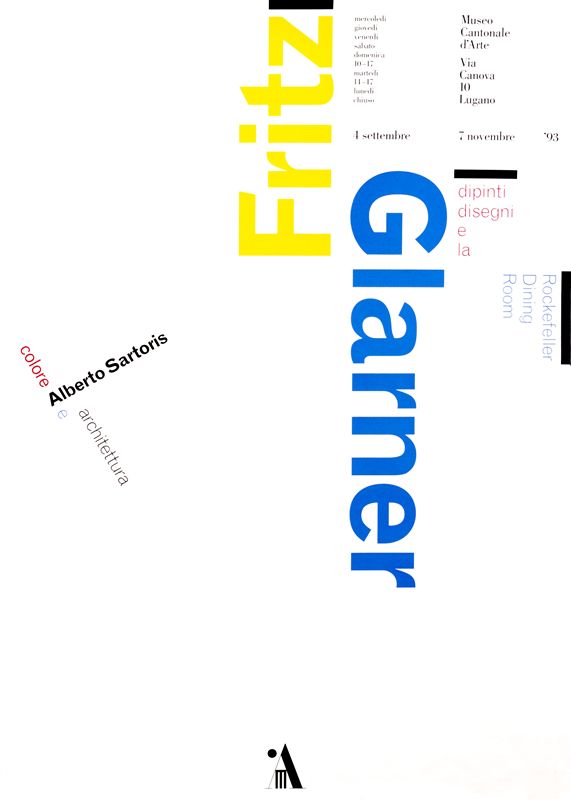 Fritz
Glarner
mercoledì
giovedì
venerdì
sabato
domenica
10–17
martedì
14–17
lunedì
chiuso
Museo
Cantonale
d'Arte
Via
Canova
10
Lugano
4 settembre
7 novembre
'93
dipinti
disegni
e
la
Rockefeller
Dining
Room
Alberto Sartoris
colore
e
architettura